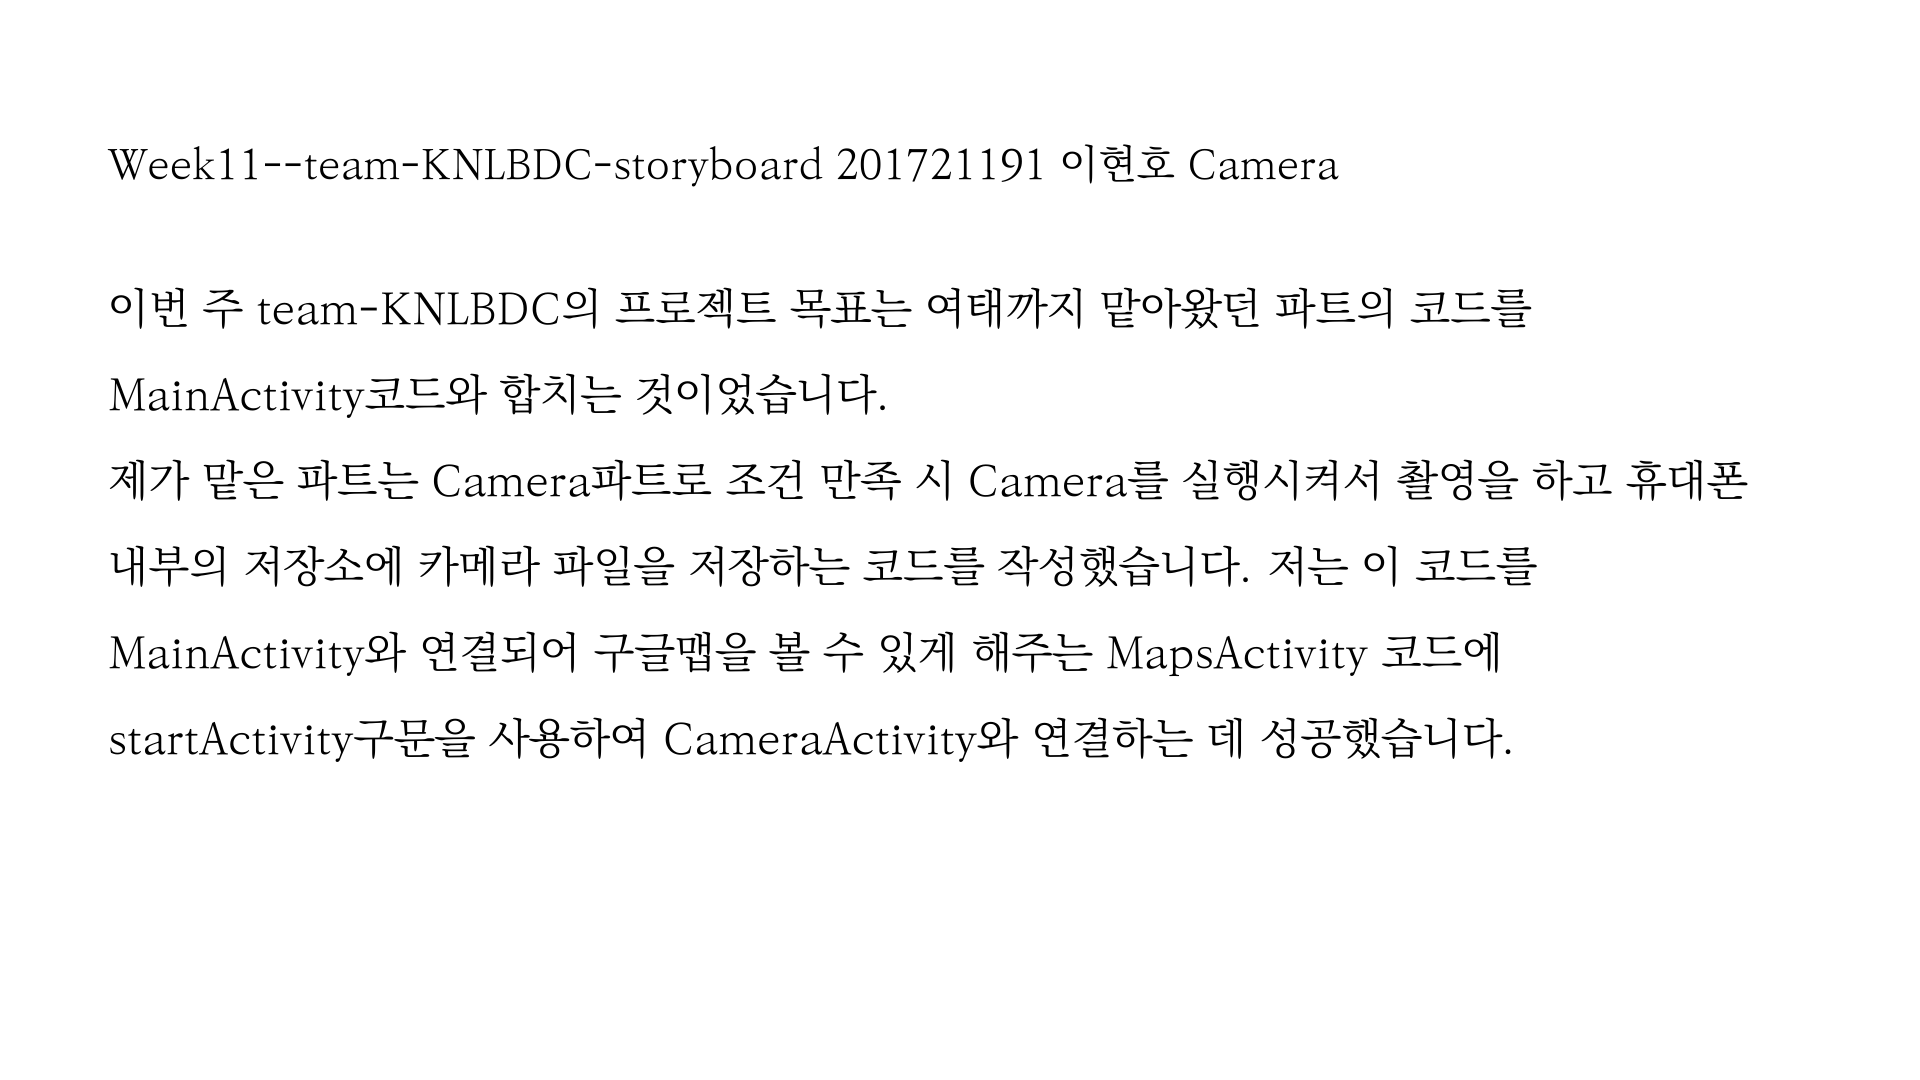 Week11--team-KNLBDC-storyboard 201721191 이현호 Camera
이번 주 team-KNLBDC의 프로젝트 목표는 여태까지 맡아왔던 파트의 코드를
MainActivity코드와 합치는 것이었습니다.
제가 맡은 파트는 Camera파트로 조건 만족 시 Camera를 실행시켜서 촬영을 하고 휴대폰
내부의 저장소에 카메라 파일을 저장하는 코드를 작성했습니다. 저는 이 코드를
MainActivity와 연결되어 구글맵을 볼 수 있게 해주는 MapsActivity 코드에
startActivity구문을 사용하여 CameraActivity와 연결하는 데 성공했습니다.